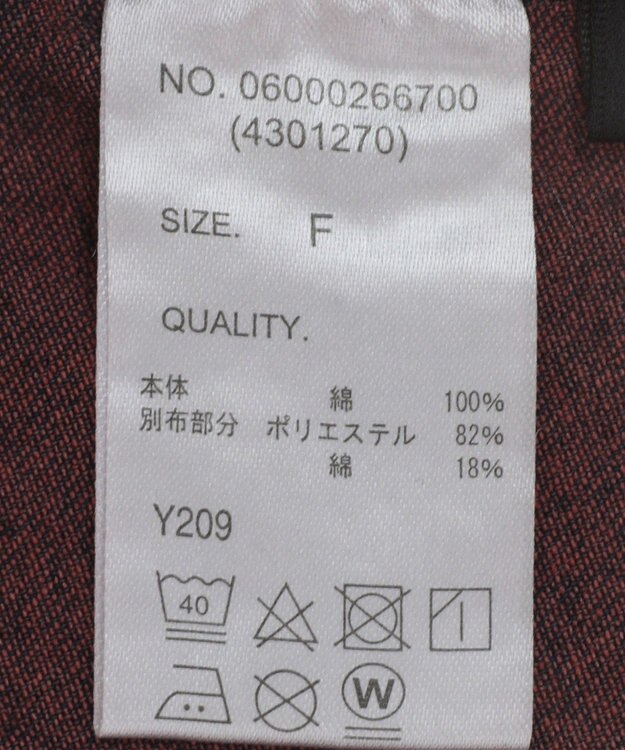 NO. 06000266700
(4301270)
SIZE. F
QUALITY.
本体 綿 100%
別布部分 ポリエステル 82%
綿 18%
Y209
40
W